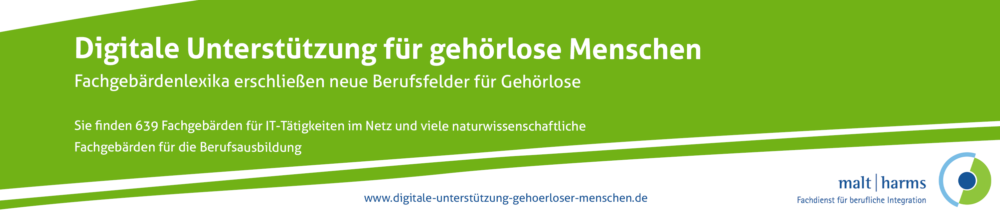 Digitale Unterstützung für gehörlose Menschen
Fachgebärdenlexika erschließen neue Berufsfelder für Gehörlose
Sie finden 639 Fachgebärden für IT-Tätigkeiten im Netz und viele naturwissenschaftliche
Fachgebärden für die Berufsausbildung
www.digitale-unterstützung-gehoerloser-menschen.de
malt | harms
Fachdienst für berufliche Integration